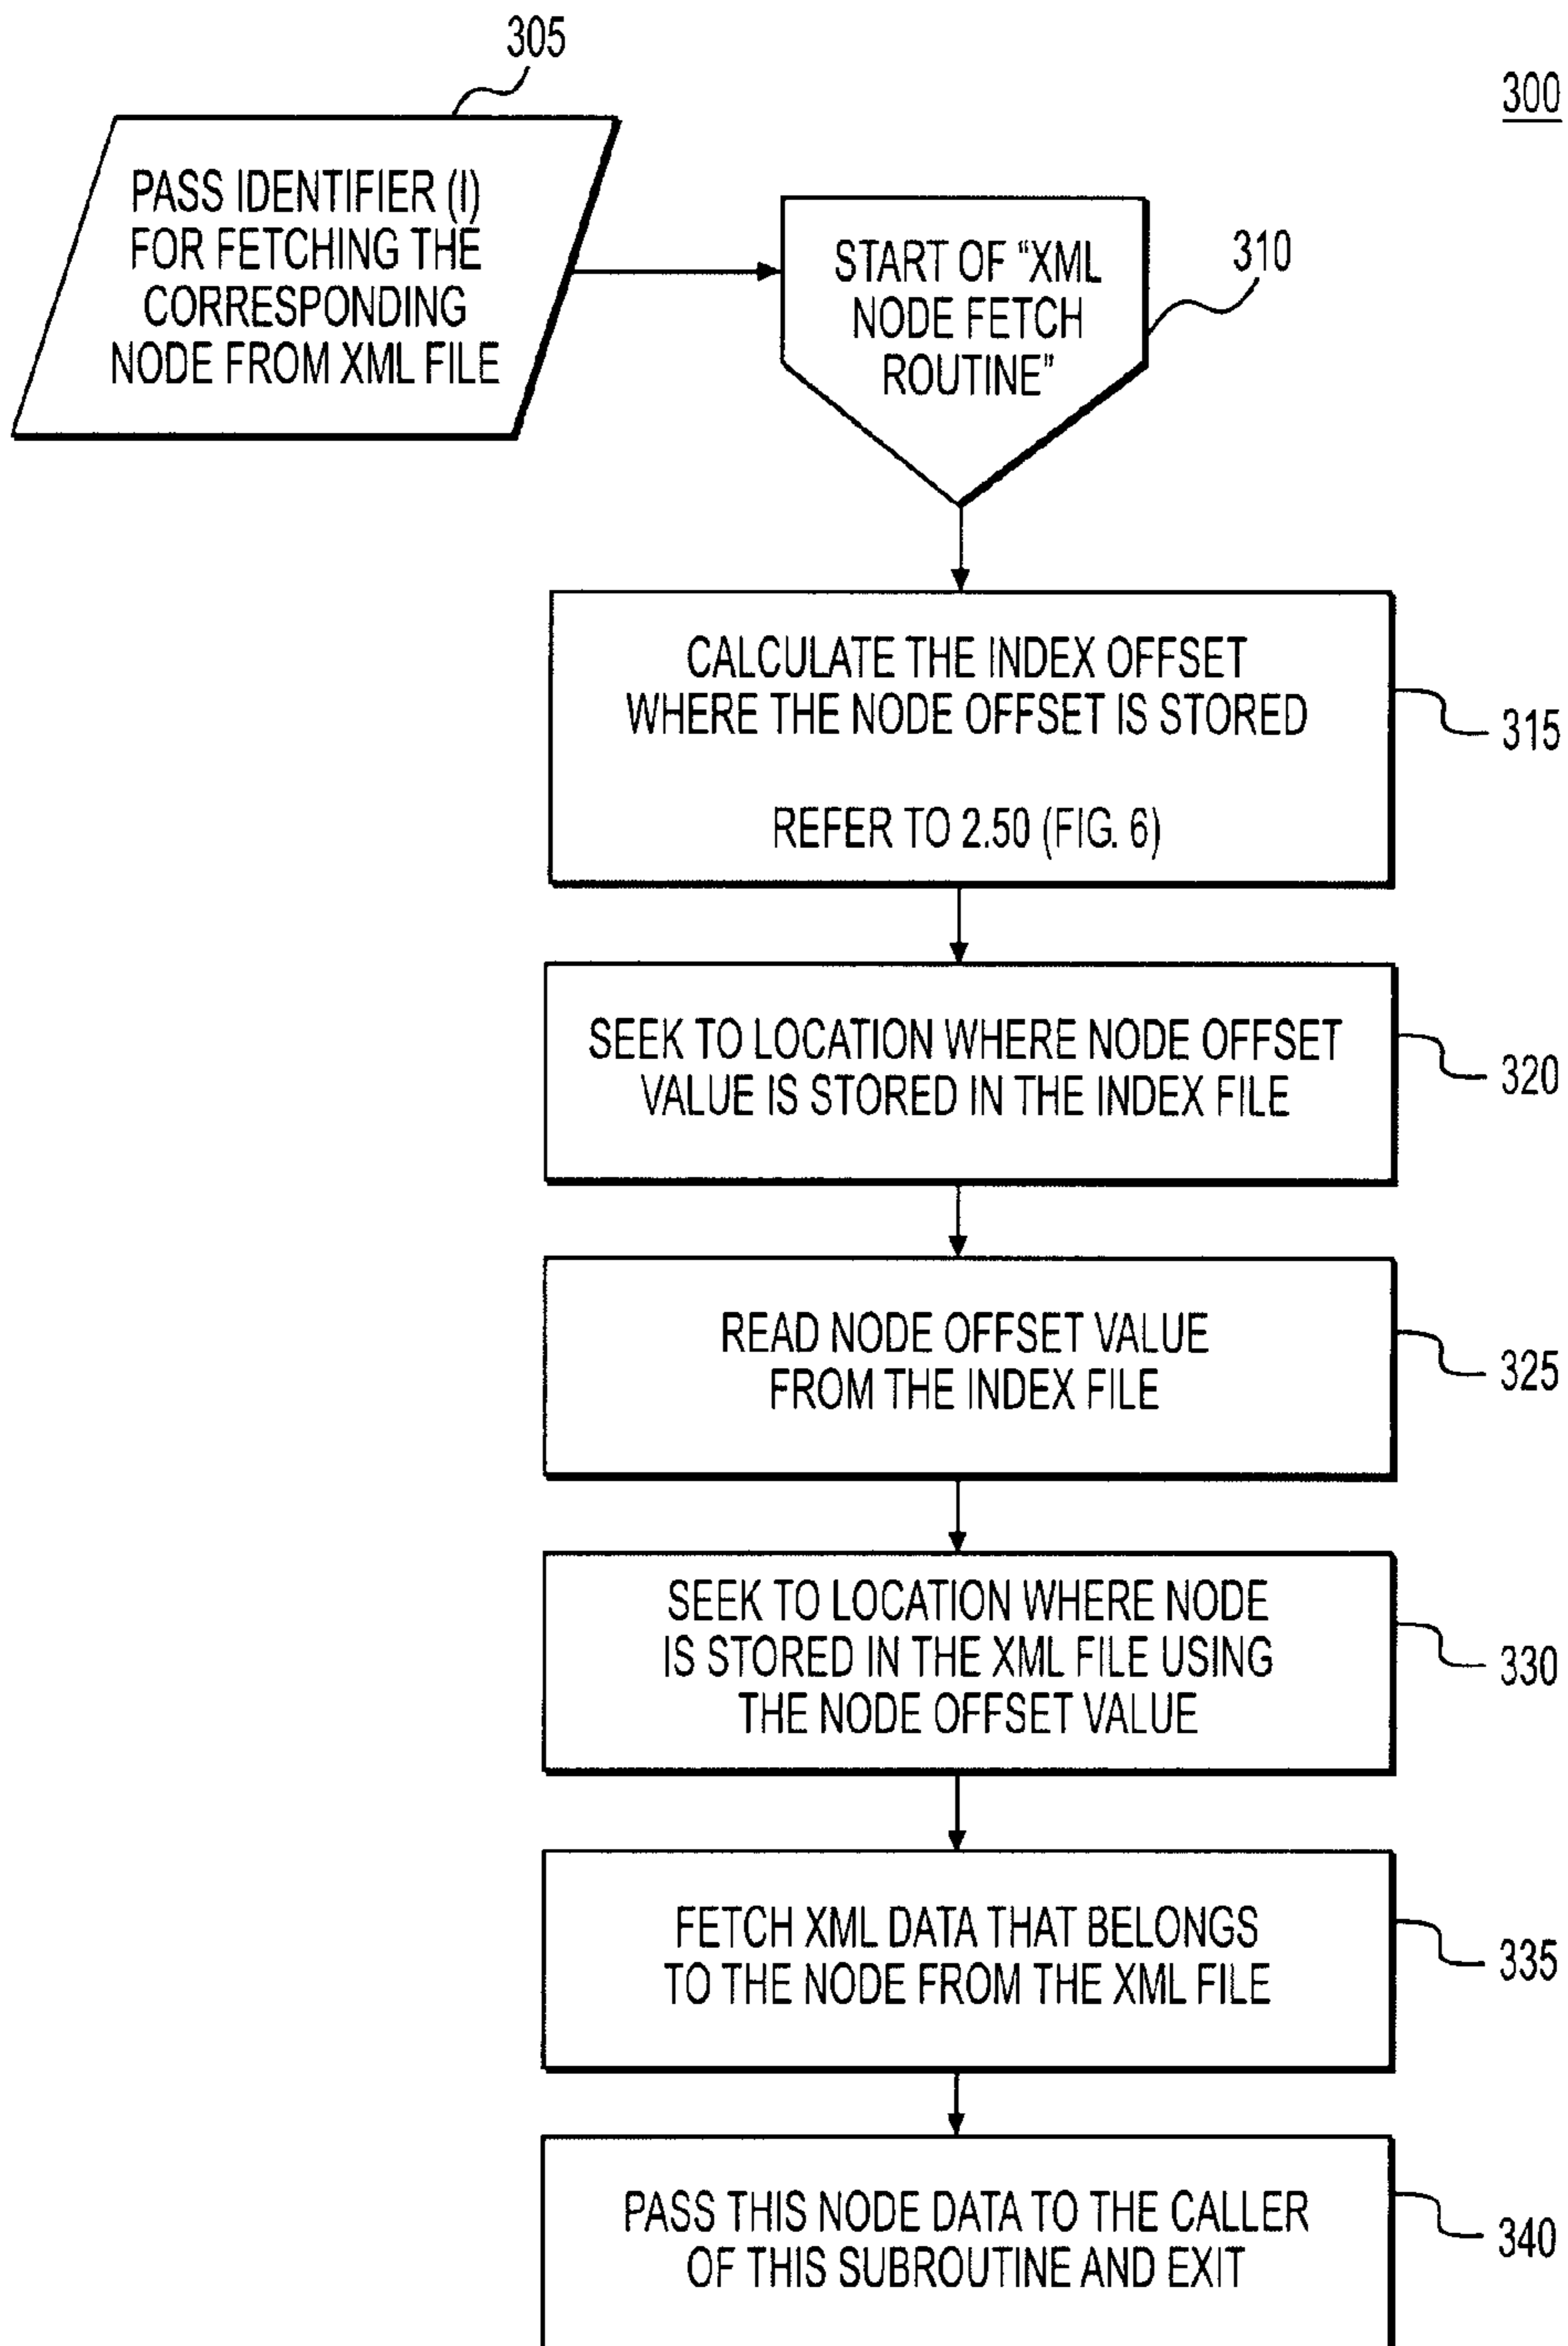 305
300
PASS IDENTIFIER (I)
FOR FETCHING THE
CORRESPONDING
NODE FROM XML FILE
START OF “XML
NODE FETCH
ROUTINE”
310
CALCULATE THE INDEX OFFSET
WHERE THE NODE OFFSET IS STORED
REFER TO 2.50 (FIG. 6)
315
SEEK TO LOCATION WHERE NODE OFFSET
VALUE IS STORED IN THE INDEX FILE
320
READ NODE OFFSET VALUE
FROM THE INDEX FILE
325
SEEK TO LOCATION WHERE NODE
IS STORED IN THE XML FILE USING
THE NODE OFFSET VALUE
330
FETCH XML DATA THAT BELONGS
TO THE NODE FROM THE XML FILE
335
PASS THIS NODE DATA TO THE CALLER
OF THIS SUBROUTINE AND EXIT
340